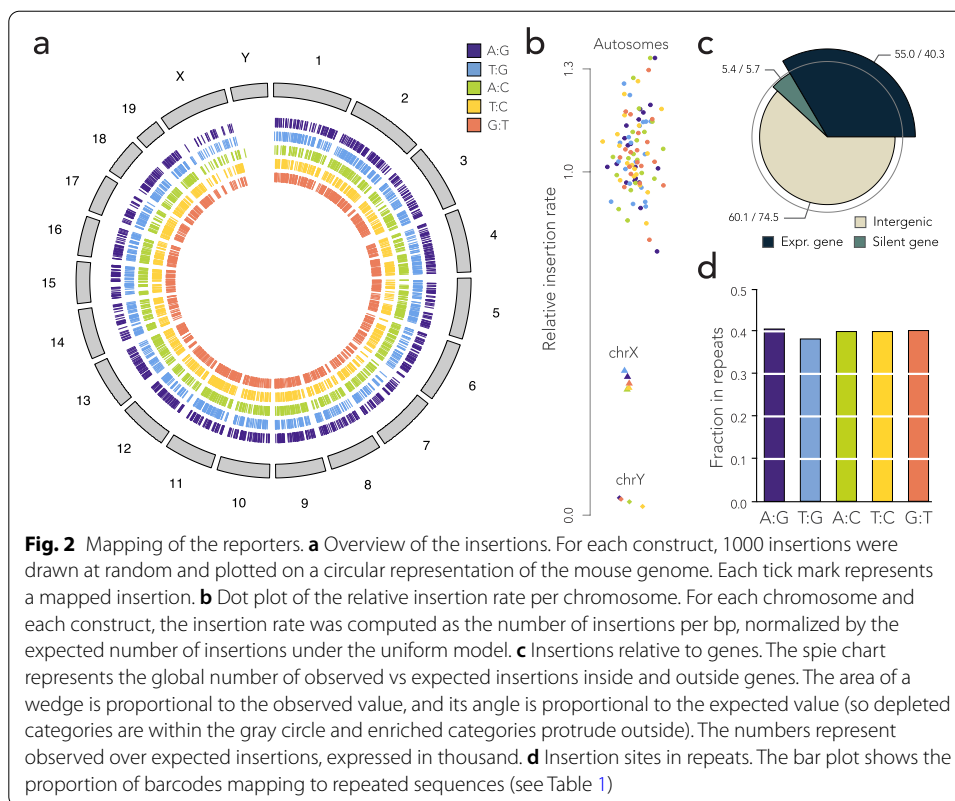 a
Y
1
X
2
19
18
3
17
4
16
15
5
14
6
13
7
12
8
11
10
9
A:G
T:G
A:C
T:C
G:T
b
Autosomes
1.3
1.0
Relative insertion rate
chrX
chrY
0.0
c
55.0 / 40.3
5.4 / 5.7
60.1 / 74.5
Intergenic
Expr. gene
Silent gene
d
0.5
0.4
0.3
0.2
0.1
0.0
Fraction in repeats
A:G T:G A:C T:C G:T
Fig. 2 Mapping of the reporters. a Overview of the insertions. For each construct, 1000 insertions were
drawn at random and plotted on a circular representation of the mouse genome. Each tick mark represents
a mapped insertion. b Dot plot of the relative insertion rate per chromosome. For each chromosome and
each construct, the insertion rate was computed as the number of insertions per bp, normalized by the
expected number of insertions under the uniform model. c Insertions relative to genes. The spie chart
represents the global number of observed vs expected insertions inside and outside genes. The area of a
wedge is proportional to the observed value, and its angle is proportional to the expected value (so depleted
categories are within the gray circle and enriched categories protrude outside). The numbers represent
observed over expected insertions, expressed in thousand. d Insertion sites in repeats. The bar plot shows the
proportion of barcodes mapping to repeated sequences (see Table 1)